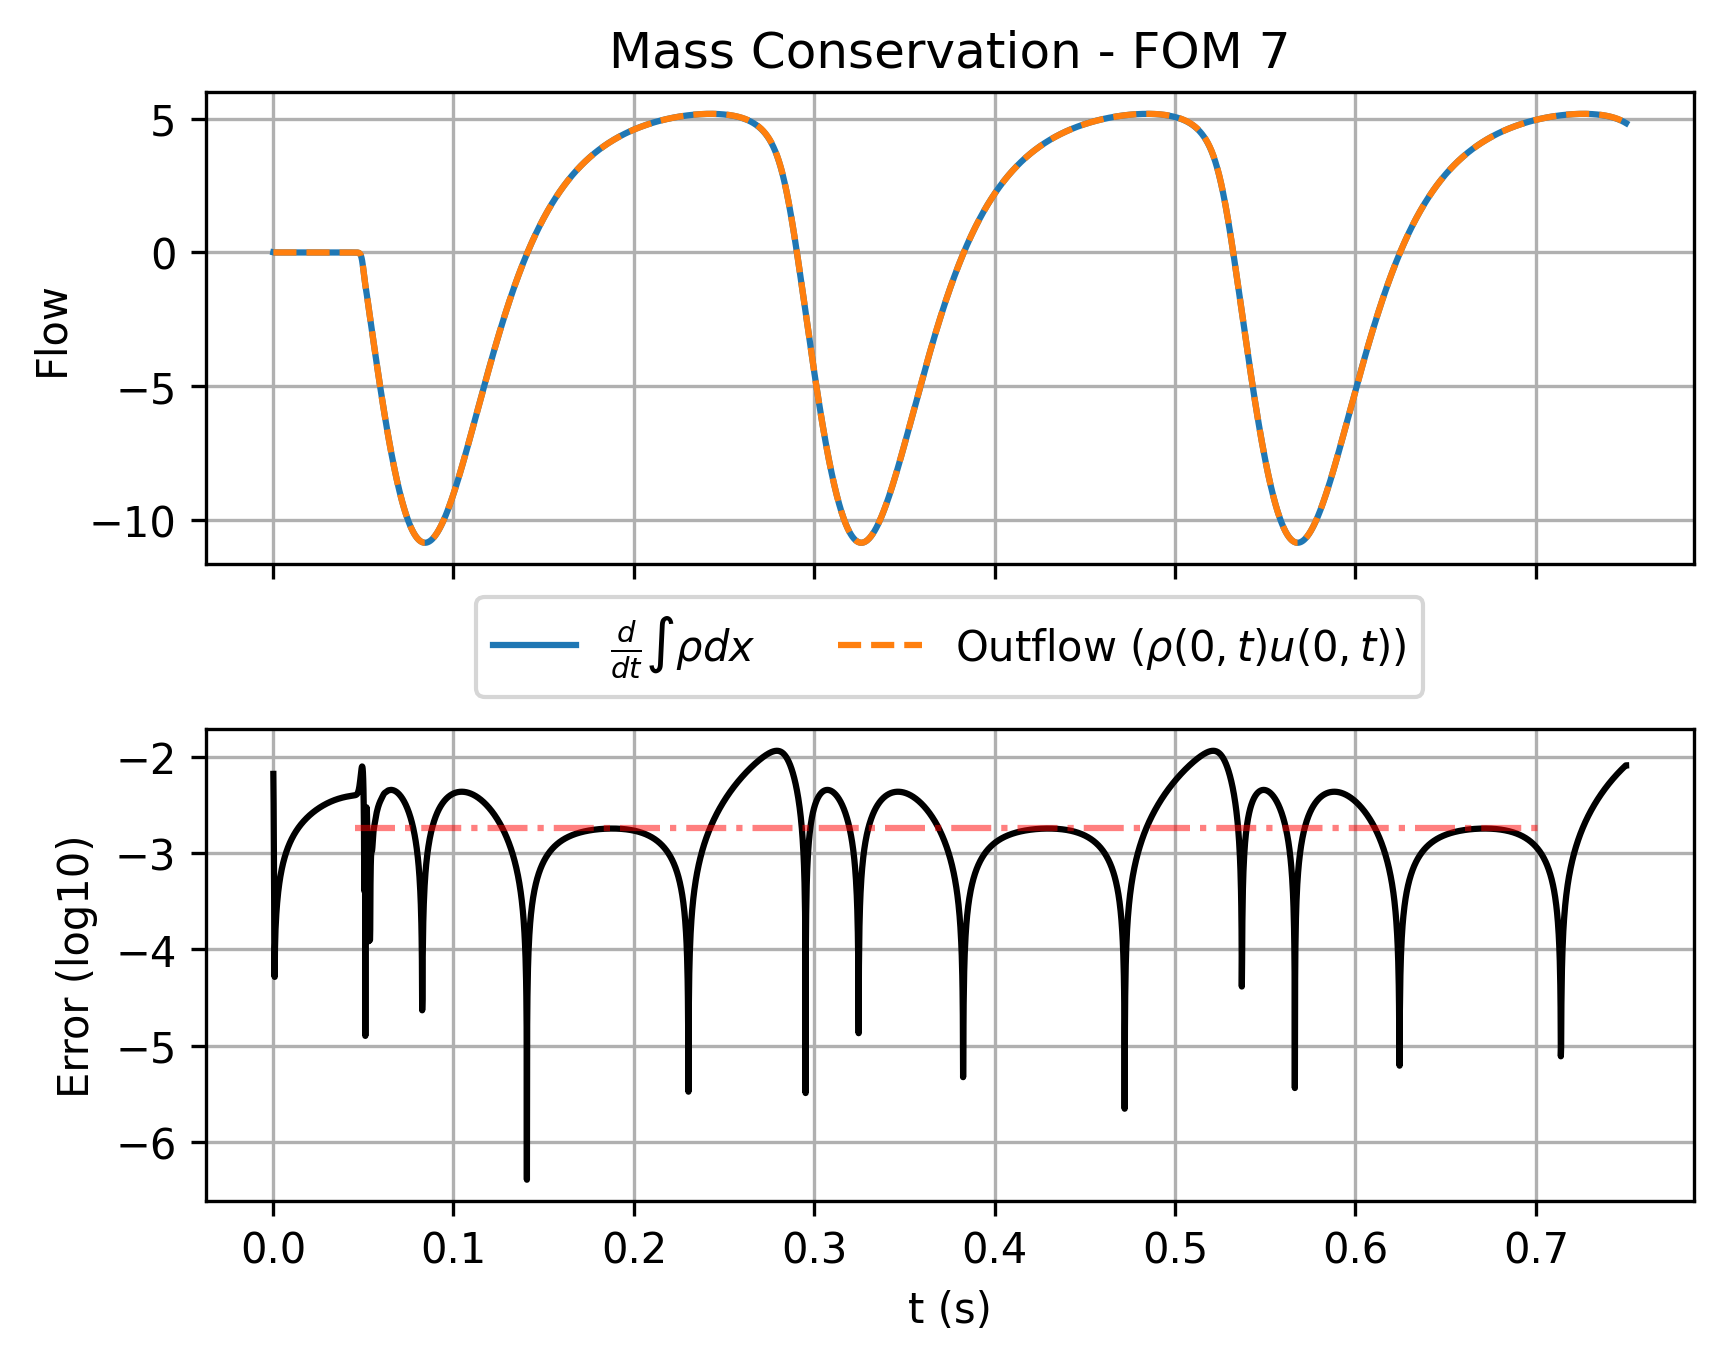 Mass Conservation - FOM 7
5
0
−5
−10
Flow
d/dt ∫ρdx
Outflow (ρ(0, t)u(0, t))
−2
−3
−4
−5
−6
Error (log10)
0.0 0.1 0.2 0.3 0.4 0.5 0.6 0.7
t (s)